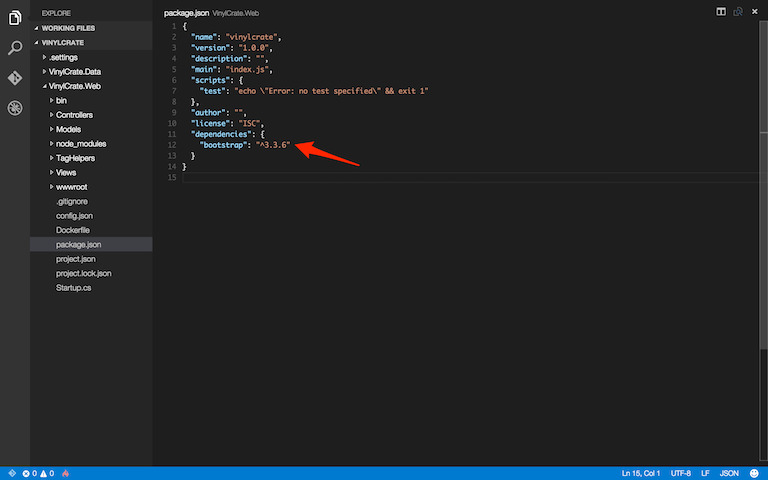 EXPLORE
WORKING FILES
VINYLCRATE
.settings
VinylCrate.Data
VinylCrate.Web
bin
Controllers
Models
node_modules
TagHelpers
Views
wwwroot
.gitignore
config.json
Dockerfile
package.json
project.json
project.lock.json
Startup.cs
package.json VinylCrate.Web
1 {
2 "name": "vinylcrate",
3 "version": "1.0.0",
4 "description": "",
5 "main": "index.js",
6 "scripts": {
7 "test": "echo \"Error: no test specified\" && exit 1"
8 },
9 "author": "",
10 "license": "ISC",
11 "dependencies": {
12 "bootstrap": "^3.3.6"
13 }
14 }
15
0 0 Ln 15, Col 1 UTF-8 LF JSON